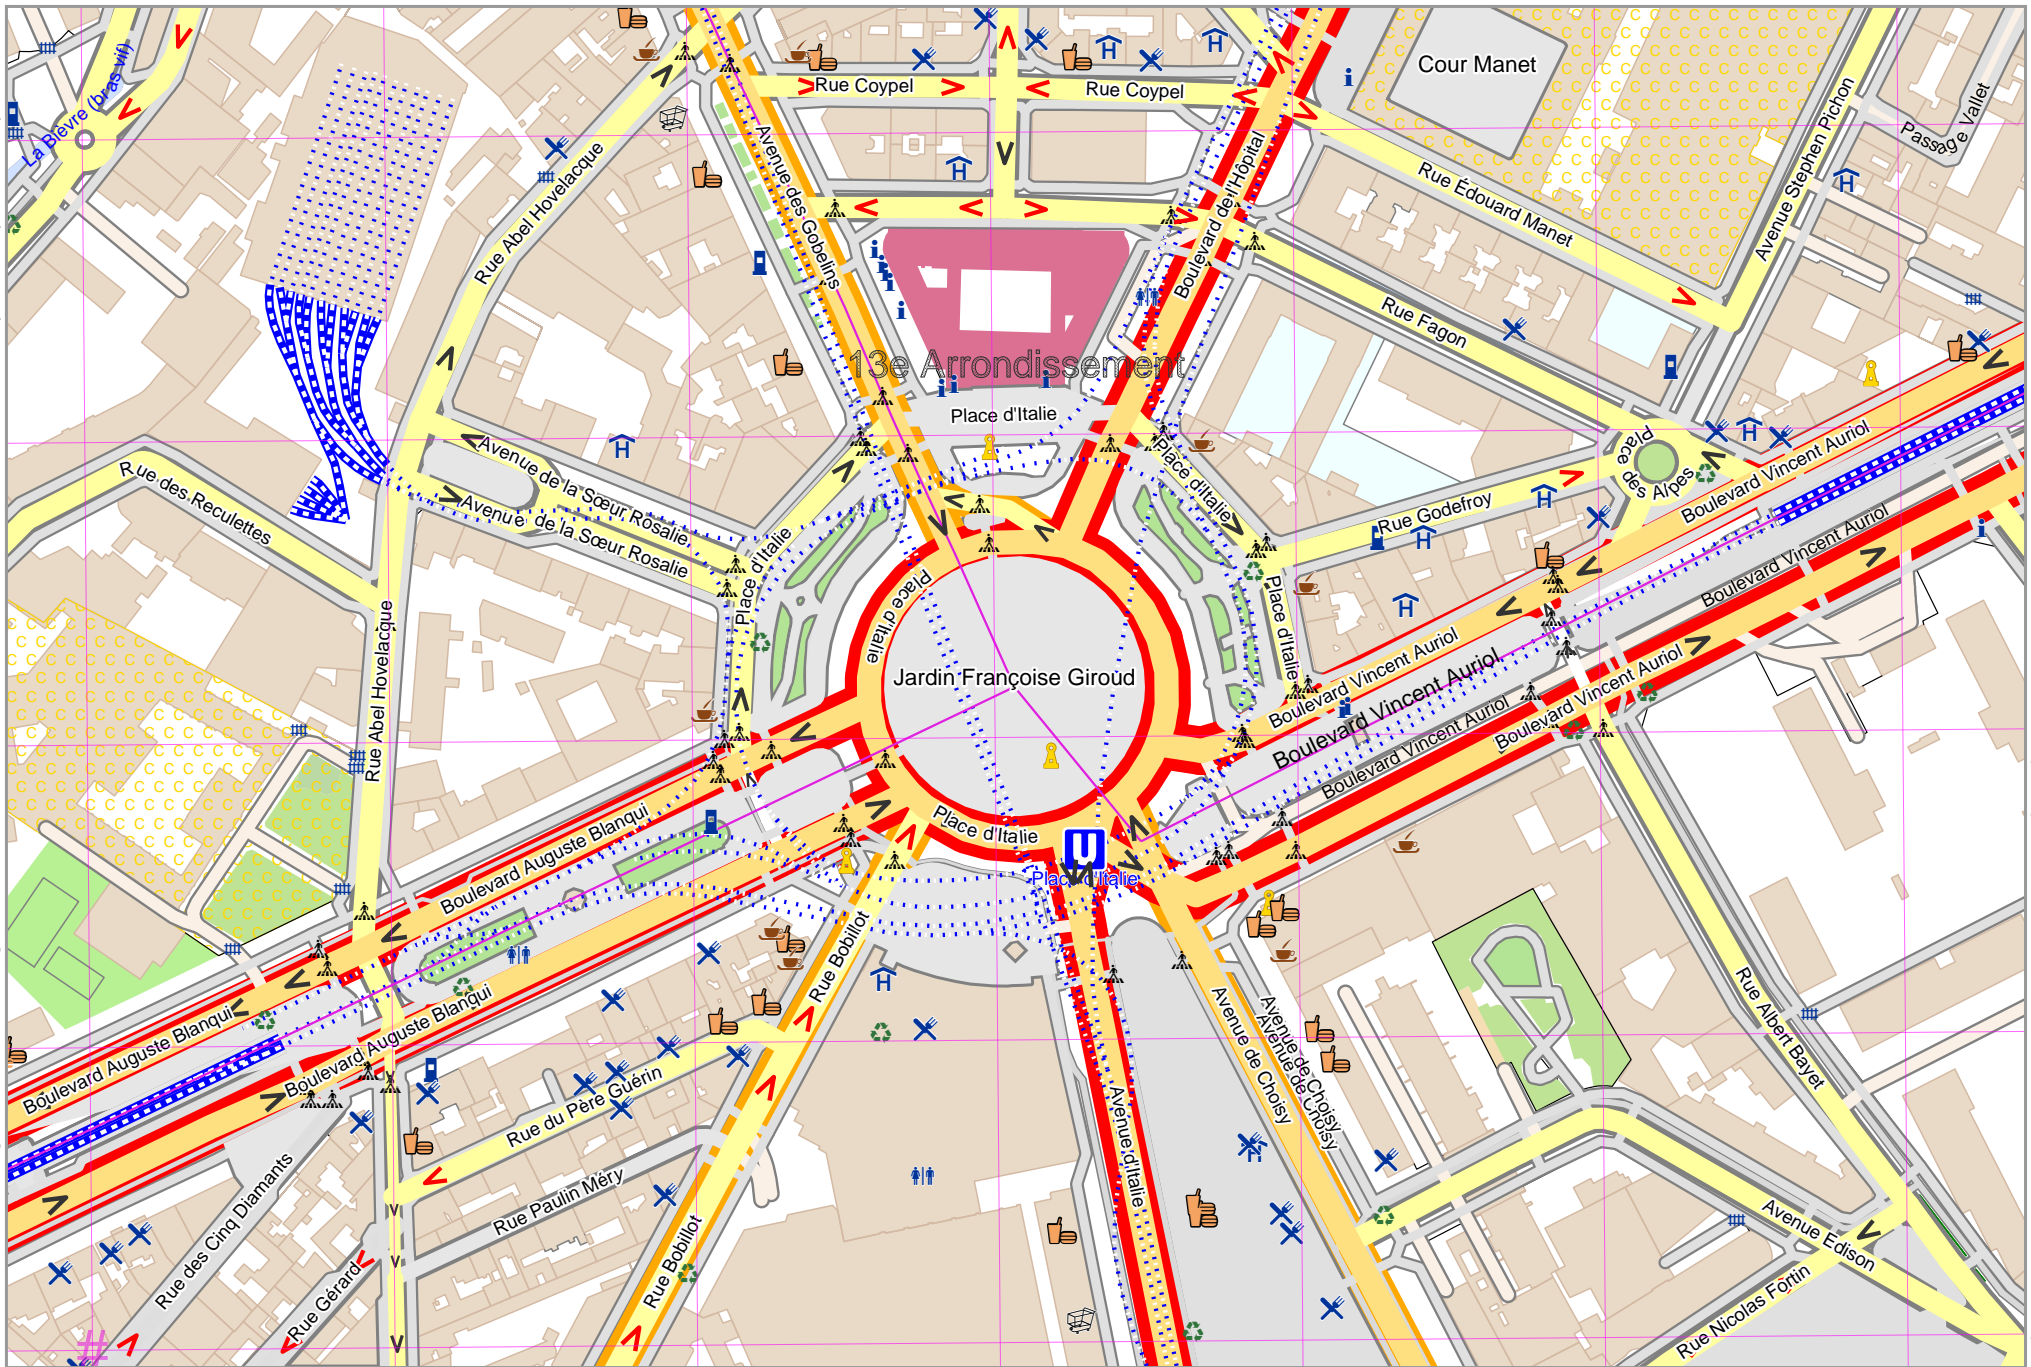 Cour Manet
Rue Coypel
Rue Coypel
La Bièvre (bras vif)
Avenue des Gobelins
Boulevard de l'Hôpital
Rue Abel Hovelacque
Rue Édouard Manet
Avenue Stephen Pichon
Passage Vallet
Rue Fagon
13e Arrondissement
Place d'Italie
Place d'Italie
Place des Alpes
Avenue de la Sœur Rosalie
Avenue de la Sœur Rosalie
Rue des Reculettes
Rue Godefroy
Boulevard Vincent Auriol
Boulevard Vincent Auriol
Place d'Italie
Place d'Italie
Place d'Italie
Rue Abel Hovelacque
Jardin Françoise Giroud
Boulevard Vincent Auriol
Boulevard Vincent Auriol
Boulevard Vincent Auriol
Boulevard Vincent Auriol
Place d'Italie
Place d'Italie
Boulevard Auguste Blanqui
Boulevard Auguste Blanqui
Boulevard Auguste Blanqui
Rue Bobillot
Rue Albert Bayet
Avenue de Choisy
Avenue de Choisy
Avenue de Choisy
Avenue d'Italie
Rue du Père Guérin
Rue Paulin Méry
Rue des Cinq Diamants
Rue Gérard
Rue Bobillot
Avenue Edison
Rue Nicolas Fortin
#